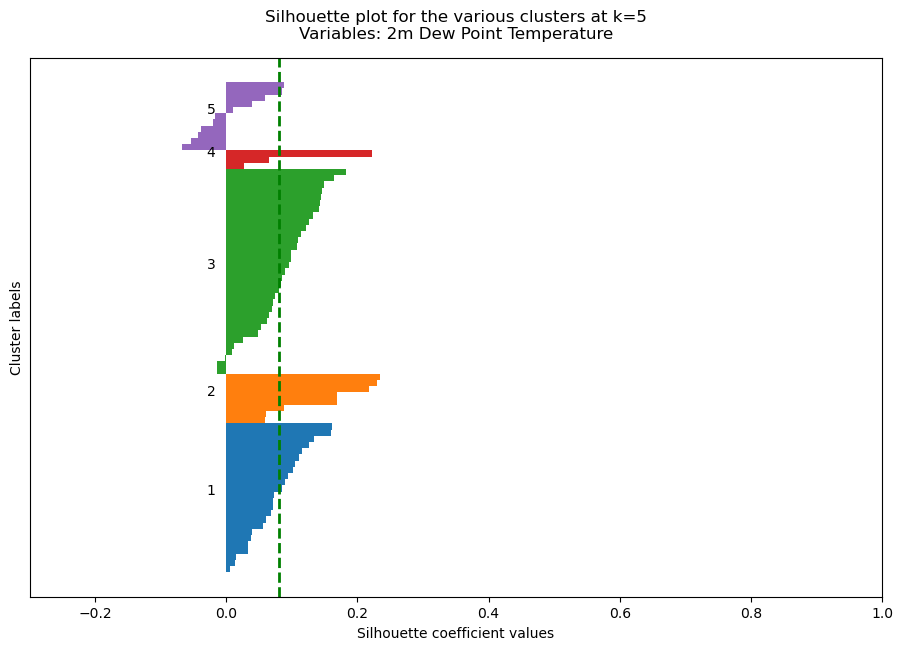 Silhouette plot for the various clusters at k=5
Variables: 2m Dew Point Temperature
5
4
3
2
1
Cluster labels
−0.2 0.0 0.2 0.4 0.6 0.8 1.0
Silhouette coefficient values